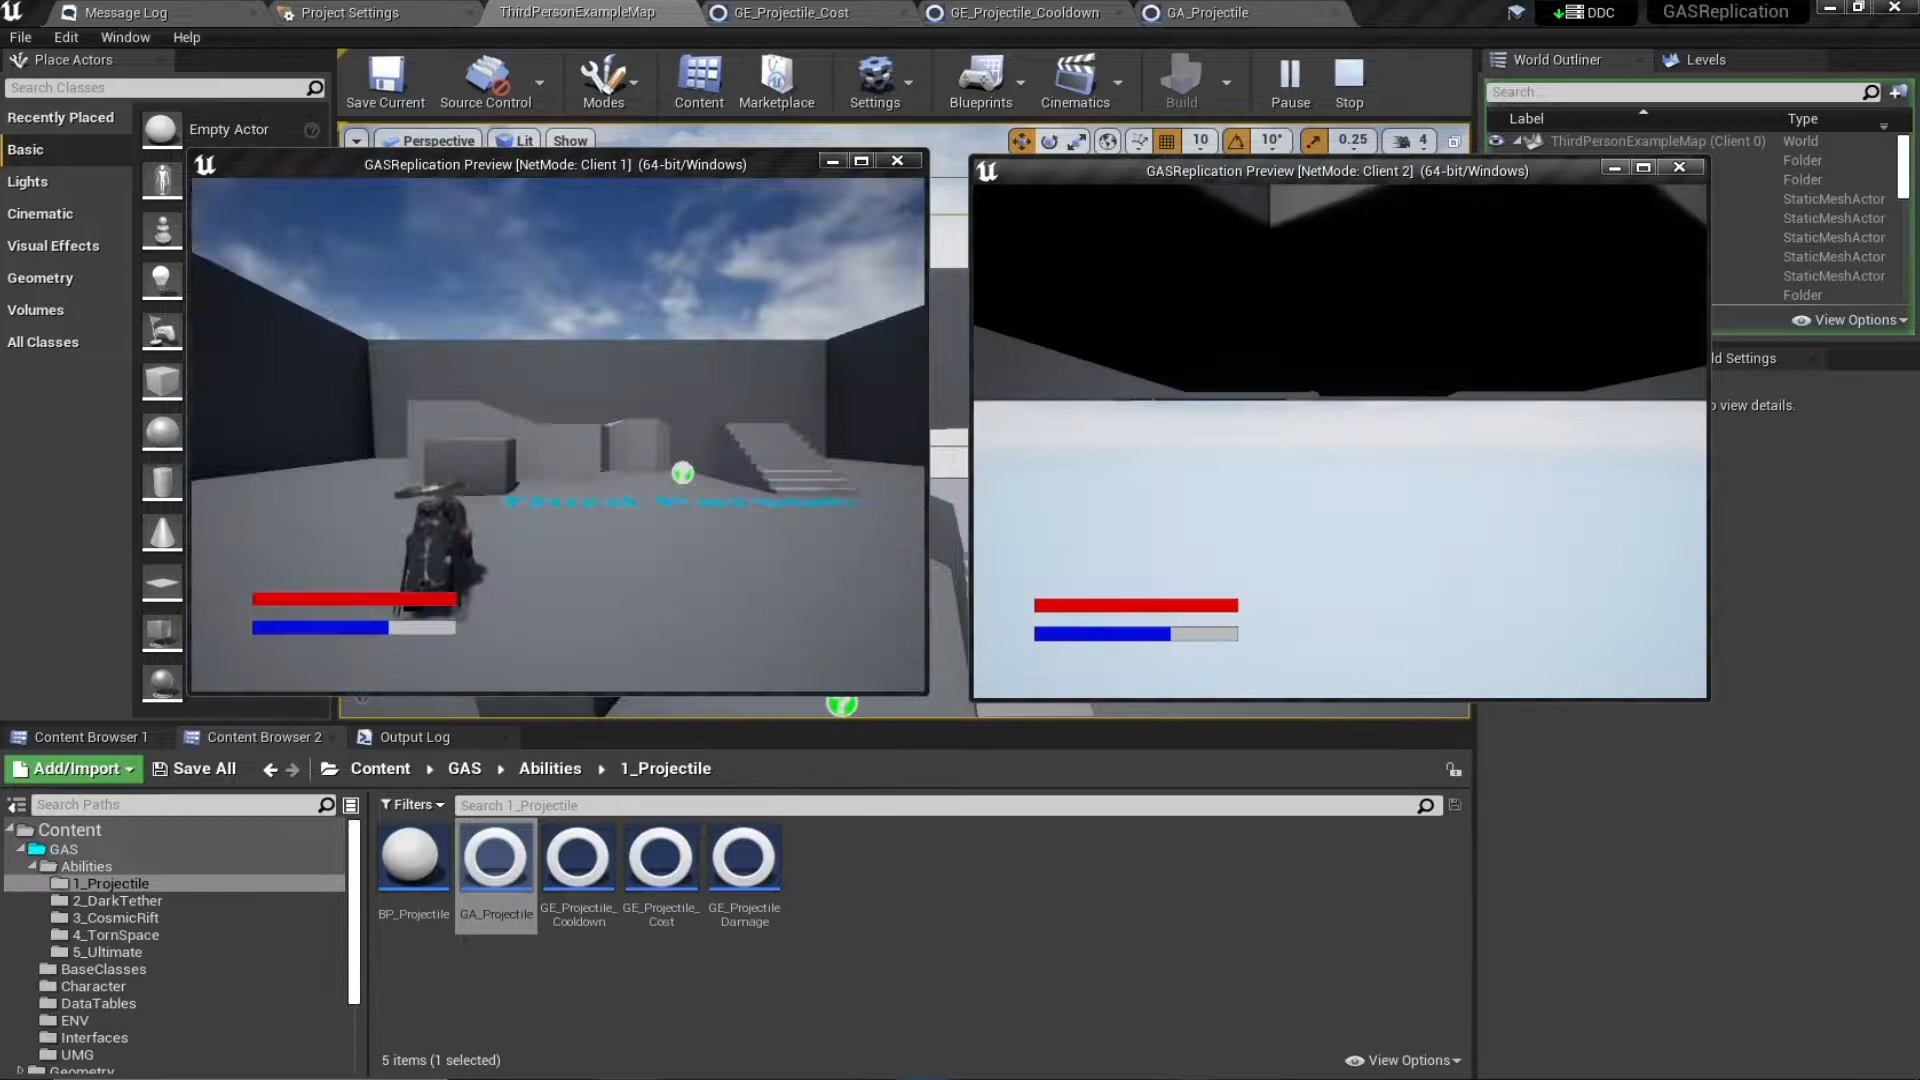 Message Log
Project Settings
ThirdPersonExampleMap
GE_Projectile_Cost
GE_Projectile_Cooldown
GA_Projectile
DDC
GASReplication
File Edit Window Help
Place Actors
Search Classes
Recently Placed
Basic
Lights
Cinematic
Visual Effects
Geometry
Volumes
All Classes
Empty Actor
Save Current
Source Control
Modes
Content
Marketplace
Settings
Blueprints
Cinematics
Build
Pause
Stop
Perspective
Lit
Show
10
10°
0.25
4
GASReplication Preview [NetMode: Client 1] (64-bit/Windows)
GASReplication Preview [NetMode: Client 2] (64-bit/Windows)
World Outliner
Levels
Search...
Label
Type
ThirdPersonExampleMap (Client 0)
World
Folder
Folder
StaticMeshActor
StaticMeshActor
StaticMeshActor
StaticMeshActor
StaticMeshActor
Folder
View Options
ld Settings
o view details.
Content Browser 1
Content Browser 2
Output Log
Add/Import
Save All
Content
GAS
Abilities
1_Projectile
Search Paths
Filters
Search 1_Projectile
Content
GAS
Abilities
1_Projectile
2_DarkTether
3_CosmicRift
4_TornSpace
5_Ultimate
BaseClasses
Character
DataTables
ENV
Interfaces
UMG
Geometry
BP_Projectile
GA_Projectile
GE_Projectile_
Cooldown
GE_Projectile_
Cost
GE_Projectile
Damage
5 items (1 selected)
View Options